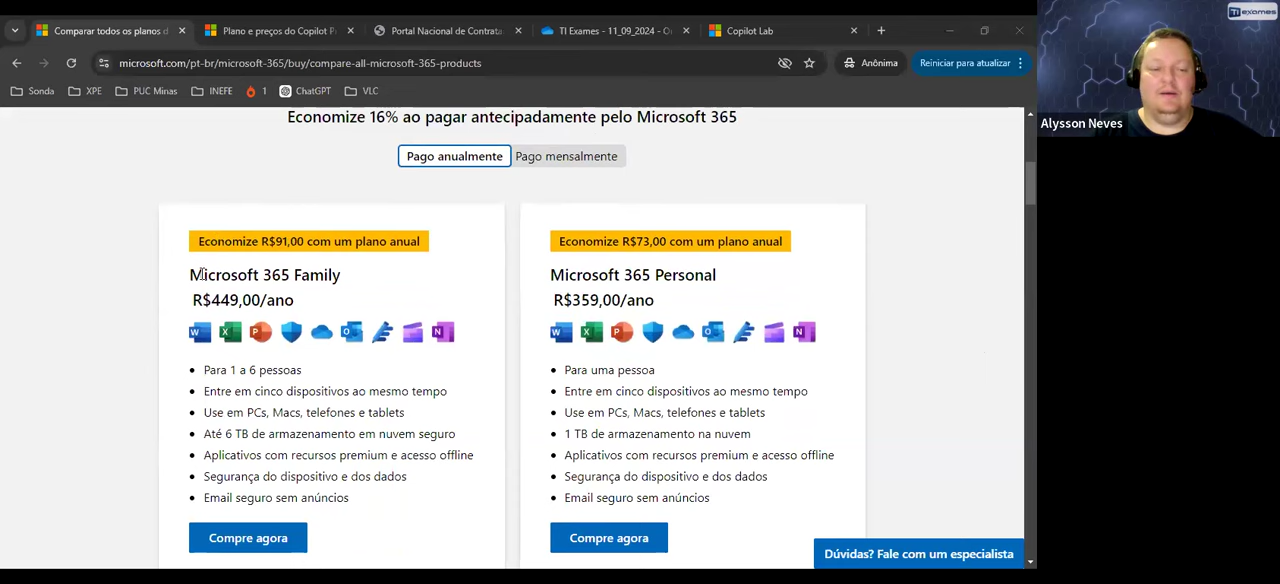 Comparar todos os planos d
Plano e preços do Copilot P
Portal Nacional de Contrata
TI Exames - 11_09_2024 - O
Copilot Lab
microsoft.com/pt-br/microsoft-365/buy/compare-all-microsoft-365-products
Anônima
Reiniciar para atualizar
Sonda
XPE
PUC Minas
INEFE
1
ChatGPT
VLC
TI exames
Alysson Neves
Economize 16% ao pagar antecipadamente pelo Microsoft 365
Pago anualmente
Pago mensalmente
Economize R$91,00 com um plano anual
Microsoft 365 Family
R$449,00/ano
Para 1 a 6 pessoas
Entre em cinco dispositivos ao mesmo tempo
Use em PCs, Macs, telefones e tablets
Até 6 TB de armazenamento em nuvem seguro
Aplicativos com recursos premium e acesso offline
Segurança do dispositivo e dos dados
Email seguro sem anúncios
Compre agora
Economize R$73,00 com um plano anual
Microsoft 365 Personal
R$359,00/ano
Para uma pessoa
Entre em cinco dispositivos ao mesmo tempo
Use em PCs, Macs, telefones e tablets
1 TB de armazenamento na nuvem
Aplicativos com recursos premium e acesso offline
Segurança do dispositivo e dos dados
Email seguro sem anúncios
Compre agora
Dúvidas? Fale com um especialista